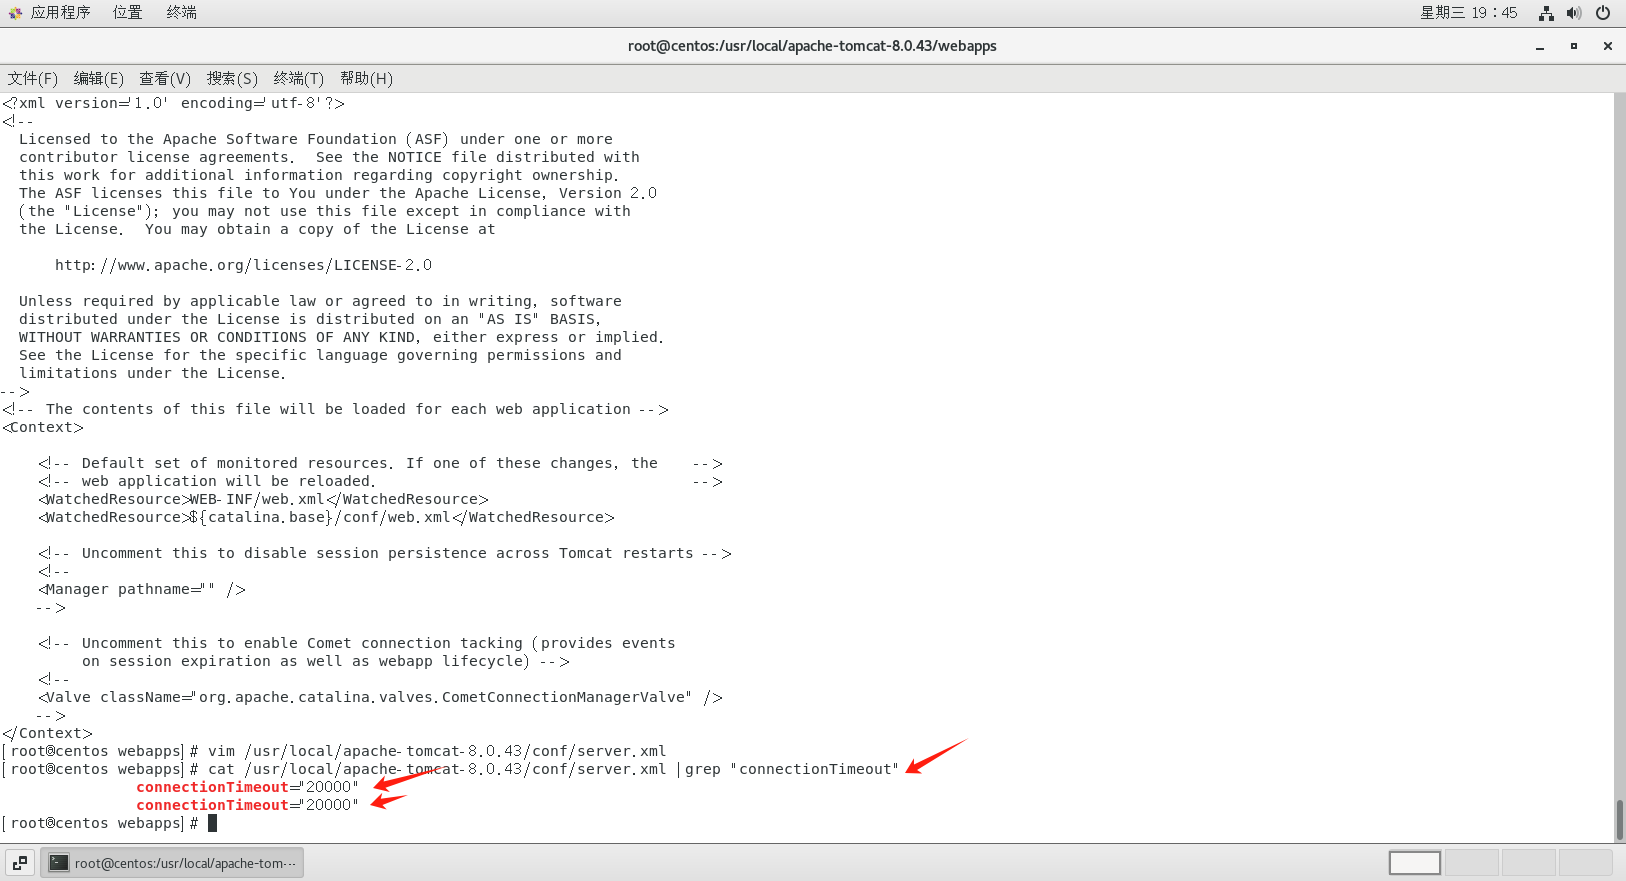 应用程序 位置 终端 星期三 19：45
root@centos:/usr/local/apache-tomcat-8.0.43/webapps
文件(F) 编辑(E) 查看(V) 搜索(S) 终端(T) 帮助(H)
<?xml version='1.0' encoding='utf-8'?>
<!--
  Licensed to the Apache Software Foundation (ASF) under one or more
  contributor license agreements.  See the NOTICE file distributed with
  this work for additional information regarding copyright ownership.
  The ASF licenses this file to You under the Apache License, Version 2.0
  (the "License"); you may not use this file except in compliance with
  the License.  You may obtain a copy of the License at
      http://www.apache.org/licenses/LICENSE-2.0
  Unless required by applicable law or agreed to in writing, software
  distributed under the License is distributed on an "AS IS" BASIS,
  WITHOUT WARRANTIES OR CONDITIONS OF ANY KIND, either express or implied.
  See the License for the specific language governing permissions and
  limitations under the License.
-->
<!-- The contents of this file will be loaded for each web application -->
<Context>
    <!-- Default set of monitored resources. If one of these changes, the    -->
    <!-- web application will be reloaded.                                   -->
    <WatchedResource>WEB-INF/web.xml</WatchedResource>
    <WatchedResource>${catalina.base}/conf/web.xml</WatchedResource>
    <!-- Uncomment this to disable session persistence across Tomcat restarts -->
    <!--
    <Manager pathname="" />
    -->
    <!-- Uncomment this to enable Comet connection tacking (provides events
         on session expiration as well as webapp lifecycle) -->
    <!--
    <Valve className="org.apache.catalina.valves.CometConnectionManagerValve" />
    -->
</Context>
[root@centos webapps]# vim /usr/local/apache-tomcat-8.0.43/conf/server.xml
[root@centos webapps]# cat /usr/local/apache-tomcat-8.0.43/conf/server.xml |grep "connectionTimeout"
               connectionTimeout="20000"
               connectionTimeout="20000"
[root@centos webapps]#
root@centos:/usr/local/apache-tom···